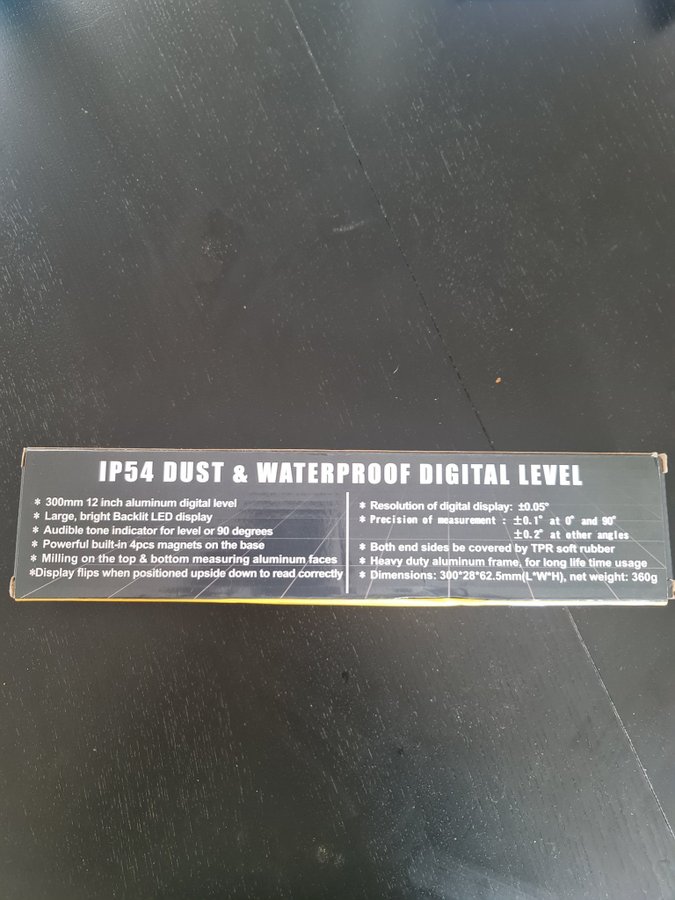 IP54 DUST & WATERPROOF DIGITAL LEVEL
* 300mm 12 inch aluminum digital level
* Large, bright Backlit LED display
* Audible tone indicator for level or 90 degrees
* Powerful built-in 4pcs magnets on the base
* Milling on the top & bottom measuring aluminum faces
*Display flips when positioned upside down to read correctly
* Resolution of digital display: ±0.05°
* Precision of measurement : ±0.1° at 0° and 90°
±0.2° at other angles
* Both end sides be covered by TPR soft rubber
* Heavy duty aluminum frame, for long life time usage
* Dimensions: 300*28*62.5mm(L*W*H), net weight: 360g